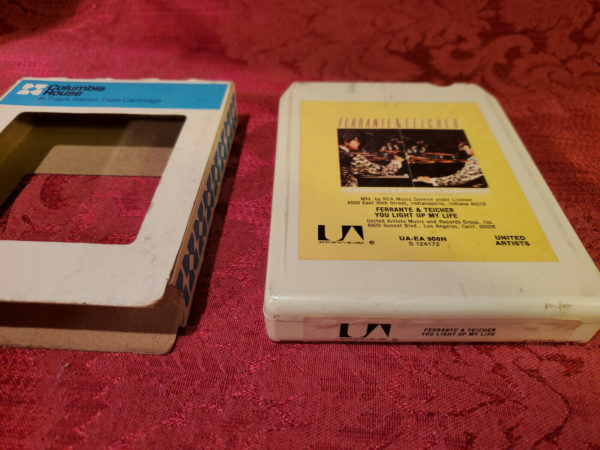 Columbia
House
8-Track Stereo Tape Cartridge
FERRANTE & TEICHER
Mfd. by RCA Music Service under License
6550 East 30th Street, Indianapolis, Indiana 46219
FERRANTE & TEICHER
YOU LIGHT UP MY LIFE
United Artists Music and Records Group, Inc.
6920 Sunset Blvd., Los Angeles, Calif. 90028
UA
UNITED ARTISTS RECORDS
®
UA-EA 908H
S 124172
UNITED
ARTISTS
UA
FERRANTE & TEICHER
YOU LIGHT UP MY LIFE